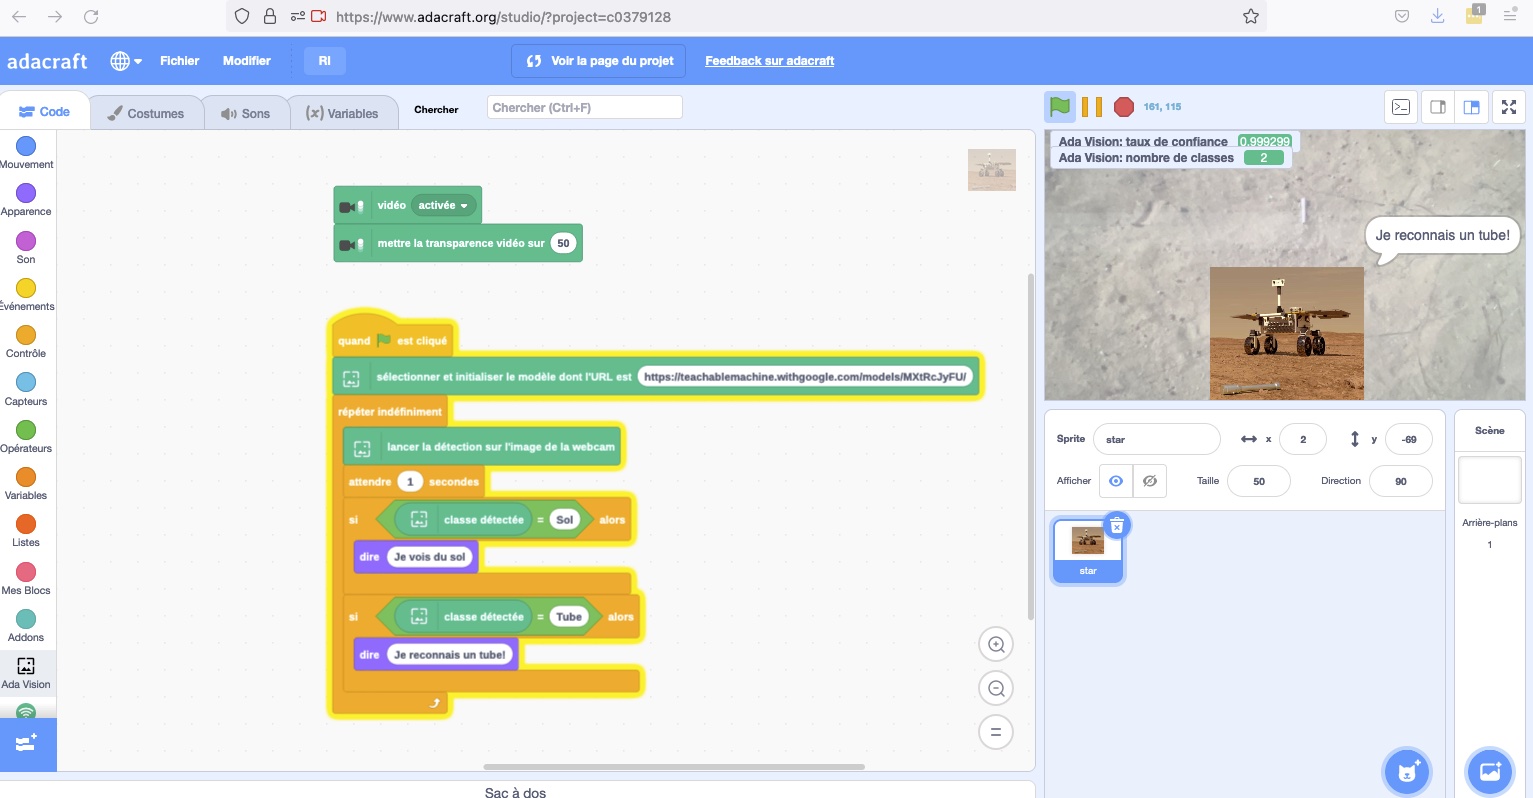 https://www.adacraft.org/studio/?project=c0379128
1
adacraft
Fichier
Modifier
RI
Voir la page du projet
Feedback sur adacraft
Code
Costumes
Sons
(x) Variables
Chercher
Chercher (Ctrl+F)
161, 115
Mouvement
Apparence
Son
Événements
Contrôle
Capteurs
Opérateurs
Variables
Listes
Mes Blocs
Addons
Ada Vision
vidéo activée
mettre la transparence vidéo sur 50
quand est cliqué
sélectionner et initialiser le modèle dont l'URL est https://teachablemachine.withgoogle.com/models/MXtRcJyFU/
répéter indéfiniment
lancer la détection sur l'image de la webcam
attendre 1 secondes
si classe détectée = Sol alors
dire Je vois du sol
si classe détectée = Tube alors
dire Je reconnais un tube!
Sac à dos
Ada Vision: taux de confiance 0.999299
Ada Vision: nombre de classes 2
Je reconnais un tube!
Sprite star x 2 y -69
Afficher Taille 50 Direction 90
star
Scène
Arrière-plans
1